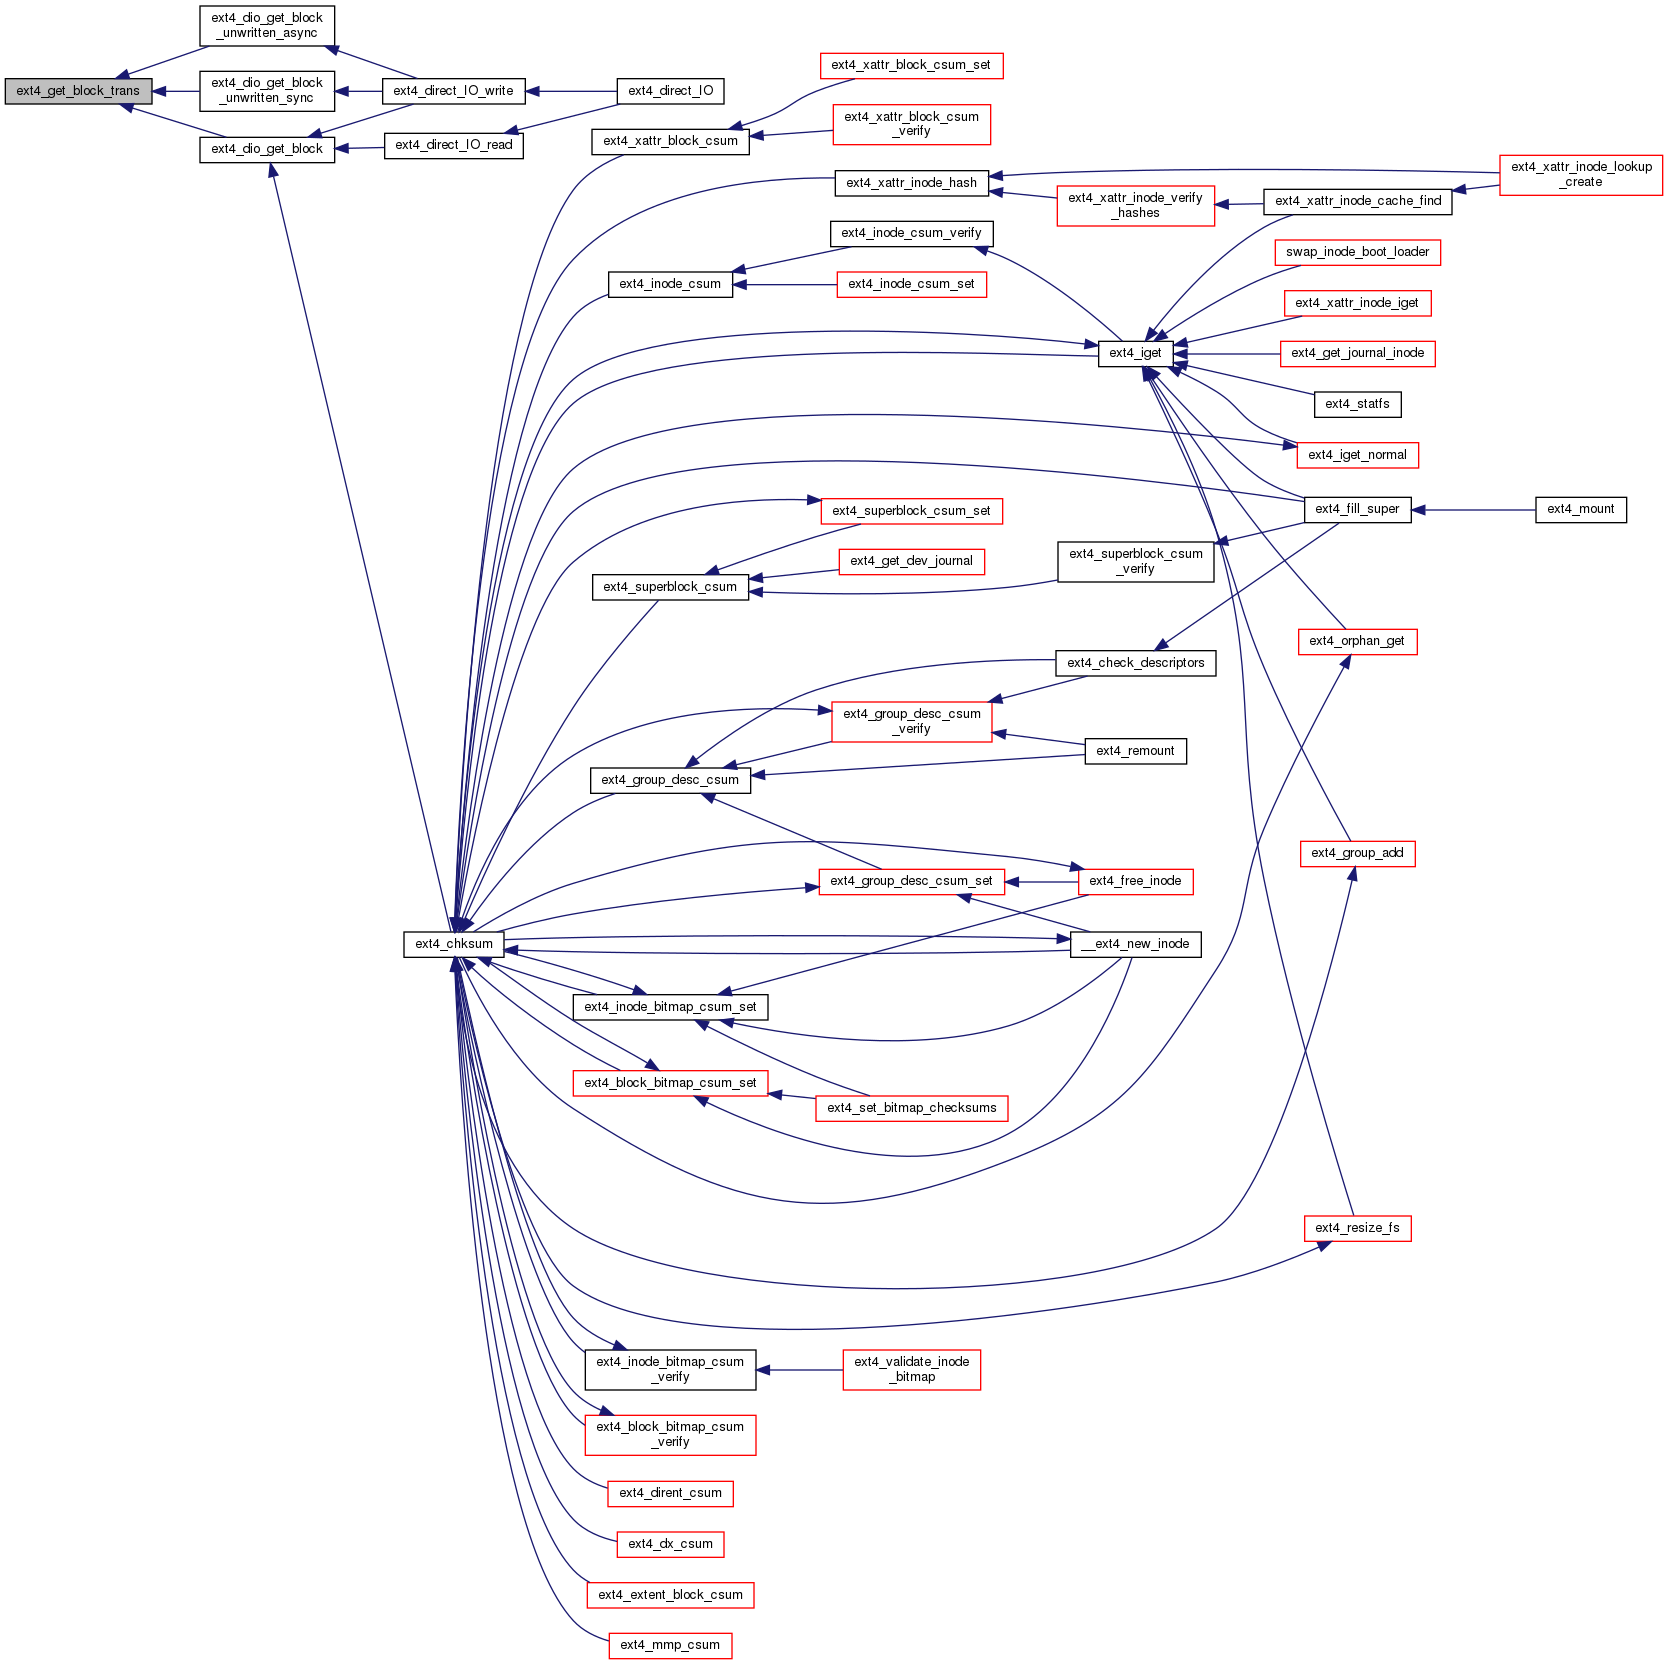 ext4_dio_get_block
_unwritten_async
ext4_get_block_trans
ext4_dio_get_block
_unwritten_sync
ext4_dio_get_block
ext4_direct_IO_write
ext4_direct_IO_read
ext4_direct_IO
ext4_xattr_block_csum_set
ext4_xattr_block_csum
ext4_xattr_block_csum
_verify
ext4_xattr_inode_hash
ext4_xattr_inode_verify
_hashes
ext4_xattr_inode_cache_find
ext4_xattr_inode_lookup
_create
ext4_inode_csum_verify
ext4_inode_csum
ext4_inode_csum_set
swap_inode_boot_loader
ext4_xattr_inode_iget
ext4_iget
ext4_get_journal_inode
ext4_statfs
ext4_iget_normal
ext4_superblock_csum_set
ext4_fill_super
ext4_mount
ext4_get_dev_journal
ext4_superblock_csum
ext4_superblock_csum
_verify
ext4_orphan_get
ext4_check_descriptors
ext4_group_desc_csum
_verify
ext4_remount
ext4_group_desc_csum
ext4_group_add
ext4_group_desc_csum_set
ext4_free_inode
ext4_chksum
__ext4_new_inode
ext4_inode_bitmap_csum_set
ext4_block_bitmap_csum_set
ext4_set_bitmap_checksums
ext4_resize_fs
ext4_inode_bitmap_csum
_verify
ext4_validate_inode
_bitmap
ext4_block_bitmap_csum
_verify
ext4_dirent_csum
ext4_dx_csum
ext4_extent_block_csum
ext4_mmp_csum